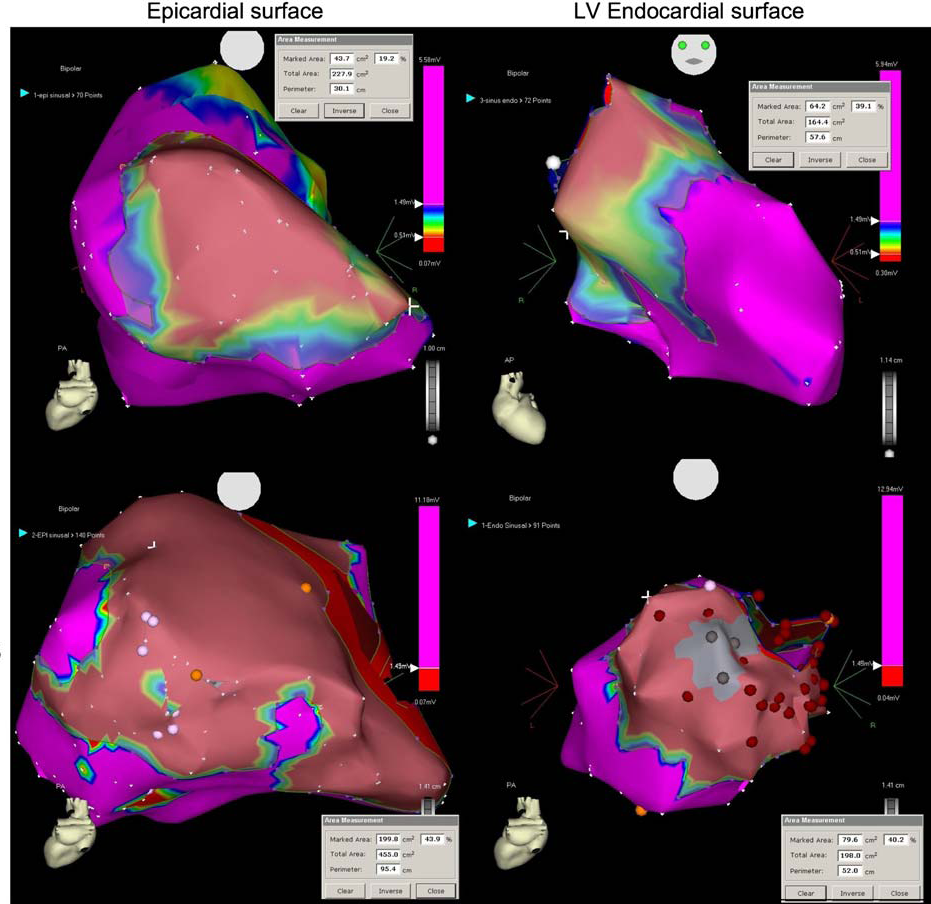 Epicardial surface
LV Endocardial surface
Bipolar
1-epi sinusal > 70 Points
Area Measurement
Marked Area: 43.7 cm² 19.2 %
Total Area: 227.9 cm²
Perimeter: 30.1 cm
Clear Inverse Close
5.58mV
1.49mV
0.51mV
0.07mV
R
PA
1.00 cm
Bipolar
3-sinus endo > 72 Points
Area Measurement
Marked Area: 64.2 cm² 39.1 %
Total Area: 164.4 cm²
Perimeter: 57.6 cm
Clear Inverse Close
5.94mV
1.49mV
0.51mV
0.30mV
R
L
AP
1.14 cm
Bipolar
2-EPI sinusal > 148 Points
11.18mV
1.49mV
0.07mV
PA
1.41 cm
Area Measurement
Marked Area: 199.8 cm² 43.9 %
Total Area: 455.0 cm²
Perimeter: 95.4 cm
Clear Inverse Close
Bipolar
1-Endo Sinusal > 91 Points
12.94mV
1.49mV
0.04mV
L
R
PA
1.41 cm
Area Measurement
Marked Area: 79.6 cm² 40.2 %
Total Area: 198.0 cm²
Perimeter: 52.0 cm
Clear Inverse Close